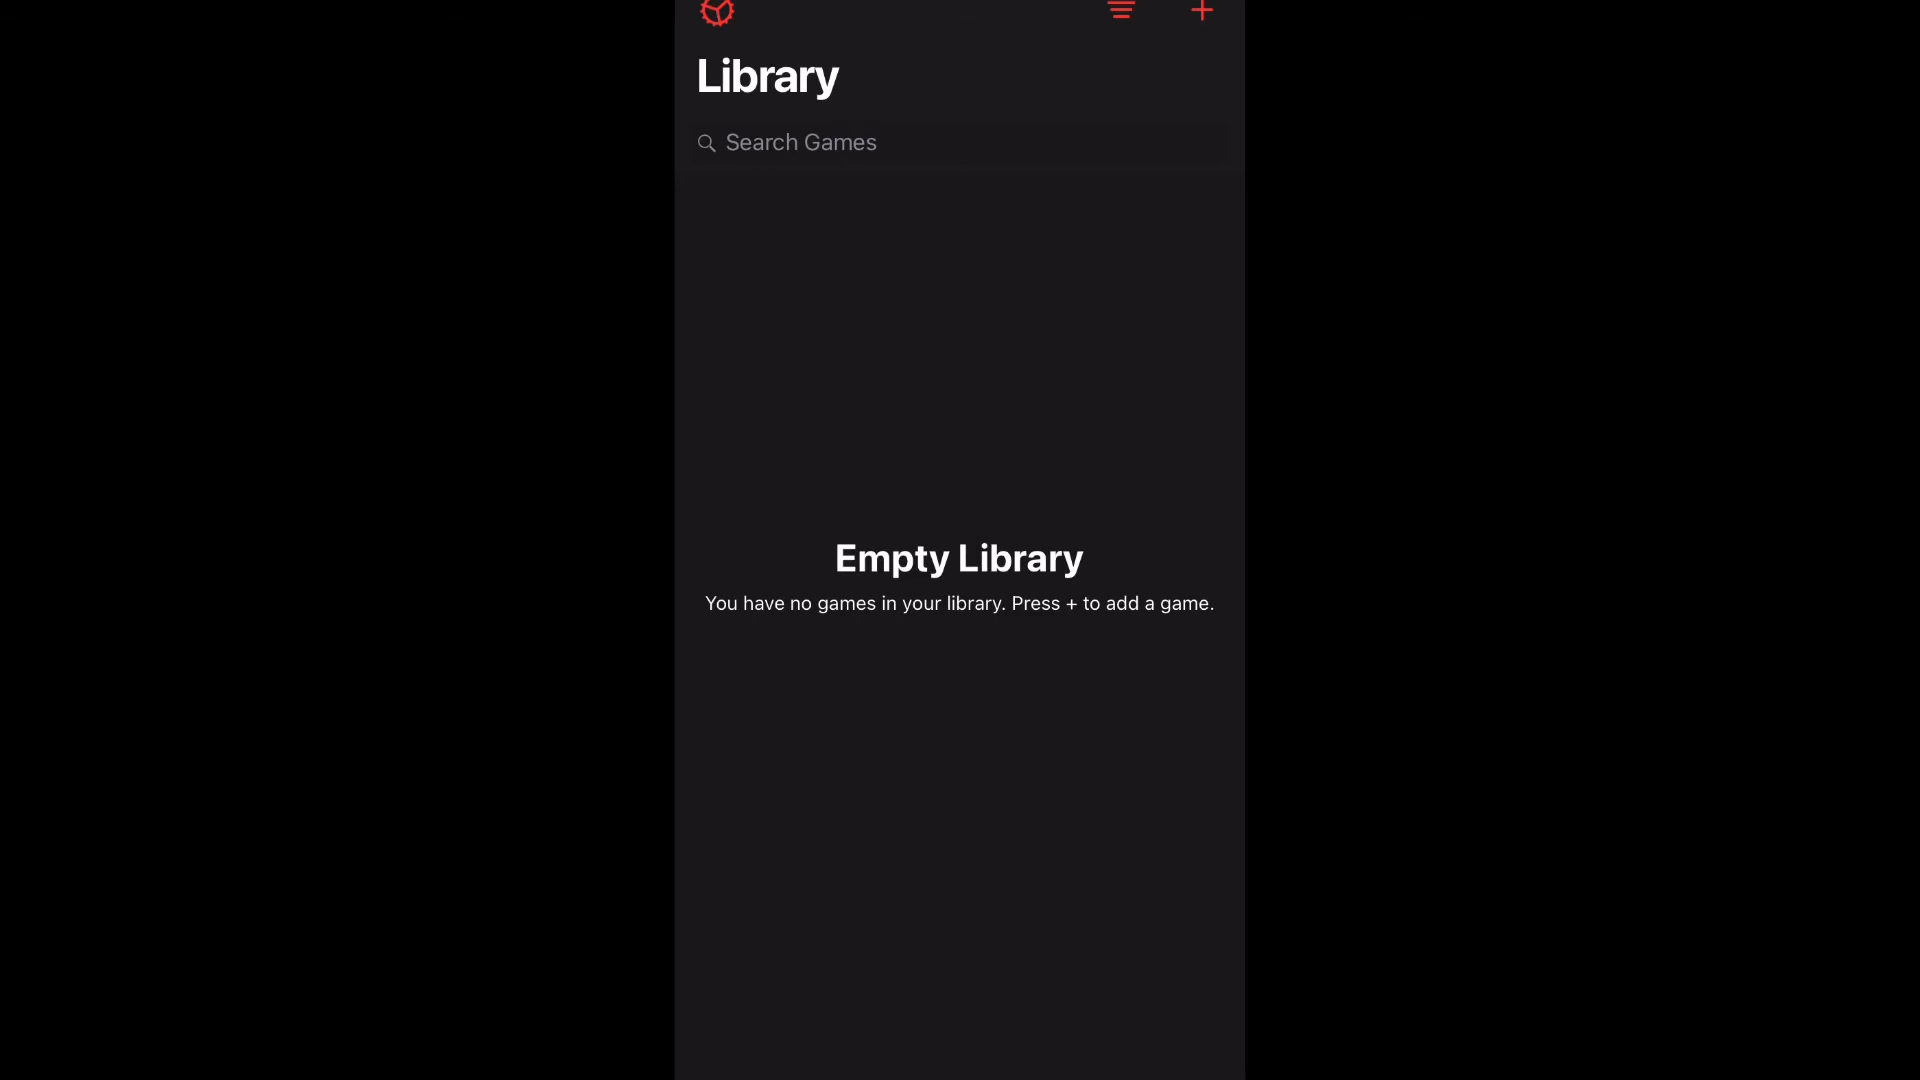 Library
Search Games
Empty Library
You have no games in your library. Press + to add a game.